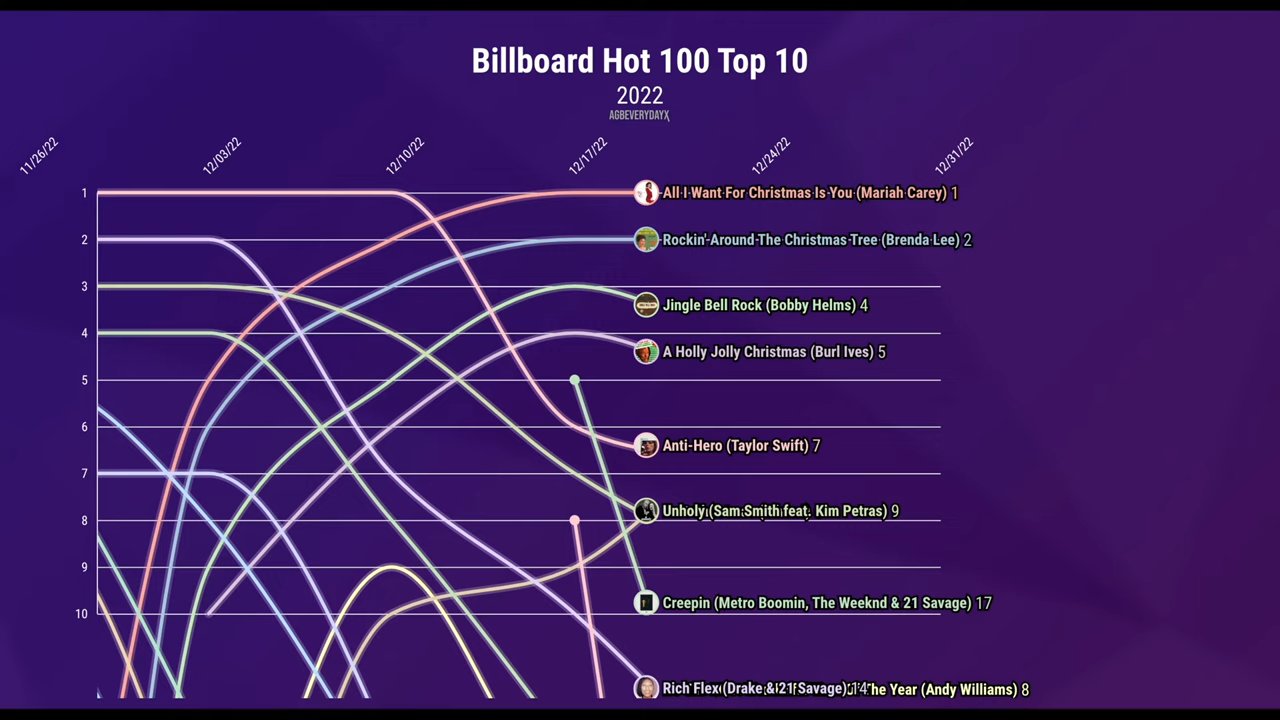 Billboard Hot 100 Top 10
2022
AGBEVERYDAYX
11/26/22
12/03/22
12/10/22
12/17/22
12/24/22
12/31/22
1
All I Want For Christmas Is You (Mariah Carey) 1
2
Rockin' Around The Christmas Tree (Brenda Lee) 2
3
Jingle Bell Rock (Bobby Helms) 4
4
A Holly Jolly Christmas (Burl Ives) 5
5
6
Anti-Hero (Taylor Swift) 7
7
Unholy (Sam Smith feat. Kim Petras) 9
8
9
Creepin (Metro Boomin, The Weeknd & 21 Savage) 17
10
Rich Flex (Drake & 21 Savage) 14 The Year (Andy Williams) 8